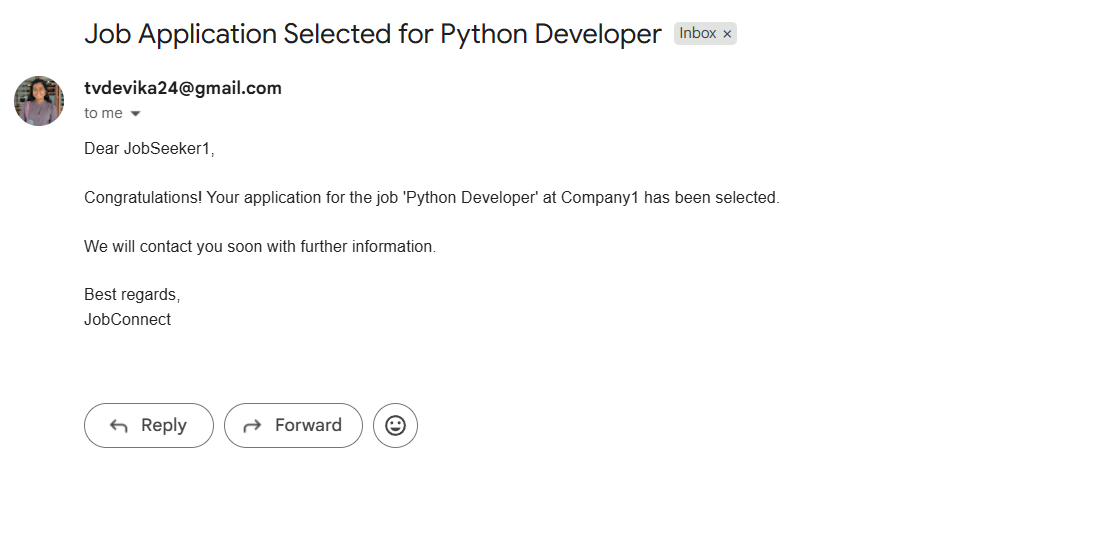 Job Application Selected for Python Developer Inbox ×
tvdevika24@gmail.com
to me
Dear JobSeeker1,
Congratulations! Your application for the job 'Python Developer' at Company1 has been selected.
We will contact you soon with further information.
Best regards,
JobConnect
Reply Forward